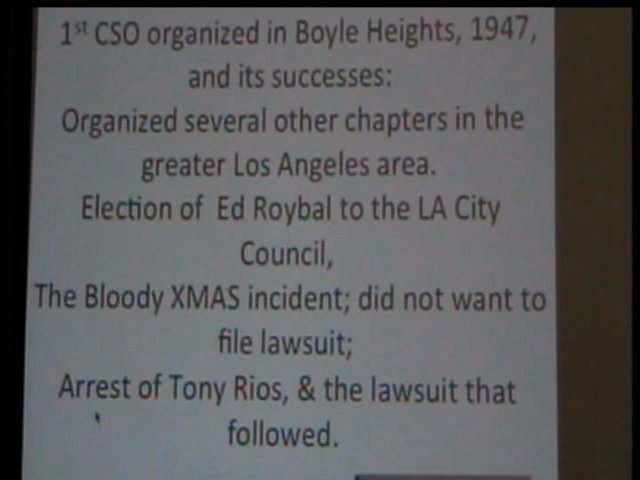 1st CSO organized in Boyle Heights, 1947,
and its successes:
Organized several other chapters in the
greater Los Angeles area.
Election of Ed Roybal to the LA City
Council,
The Bloody XMAS incident; did not want to
file lawsuit;
Arrest of Tony Rios, & the lawsuit that
followed.